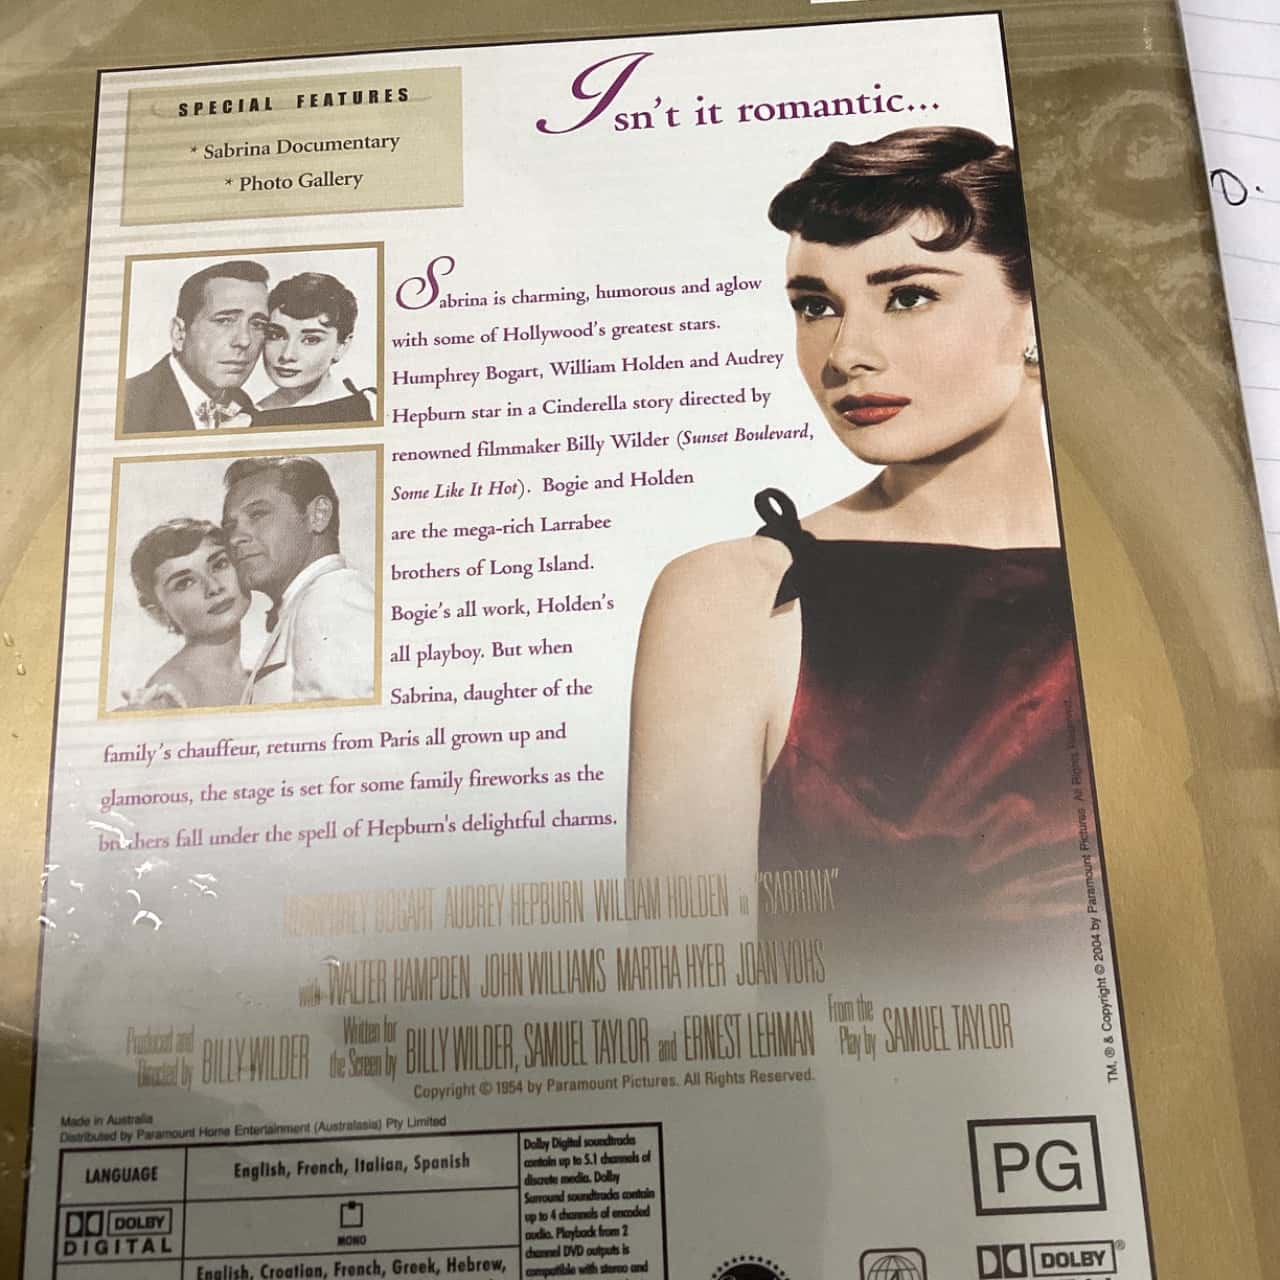 SPECIAL FEATURES
* Sabrina Documentary
* Photo Gallery
Isn't it romantic...
Sabrina is charming, humorous and aglow
with some of Hollywood's greatest stars.
Humphrey Bogart, William Holden and Audrey
Hepburn star in a Cinderella story directed by
renowned filmmaker Billy Wilder (Sunset Boulevard,
Some Like It Hot). Bogie and Holden
are the mega-rich Larrabee
brothers of Long Island.
Bogie's all work, Holden's
all playboy. But when
Sabrina, daughter of the
family's chauffeur, returns from Paris all grown up and
glamorous, the stage is set for some family fireworks as the
brothers fall under the spell of Hepburn's delightful charms.
HUMPHREY BOGART AUDREY HEPBURN WILLIAM HOLDEN in "SABRINA"
with WALTER HAMPDEN JOHN WILLIAMS MARTHA HYER JOAN VOHS
Produced and Directed by BILLY WILDER Written for the Screen by BILLY WILDER, SAMUEL TAYLOR and ERNEST LEHMAN From the Play by SAMUEL TAYLOR
Copyright © 1954 by Paramount Pictures. All Rights Reserved.
TM, ® & Copyright © 2004 by Paramount Pictures. All Rights Reserved.
Made in Australia
Distributed by Paramount Home Entertainment (Australasia) Pty Limited
LANGUAGE
English, French, Italian, Spanish
DOLBY
DIGITAL
MONO
English, Croatian, French, Greek, Hebrew,
Dolby Digital soundtracks
contain up to 5.1 channels of
discrete media. Dolby
Surround soundtracks contain
up to 4 channels of encoded
audio. Playback from 2
channel DVD outputs is
compatible with stereo and
PG
4
DOLBY®
D.